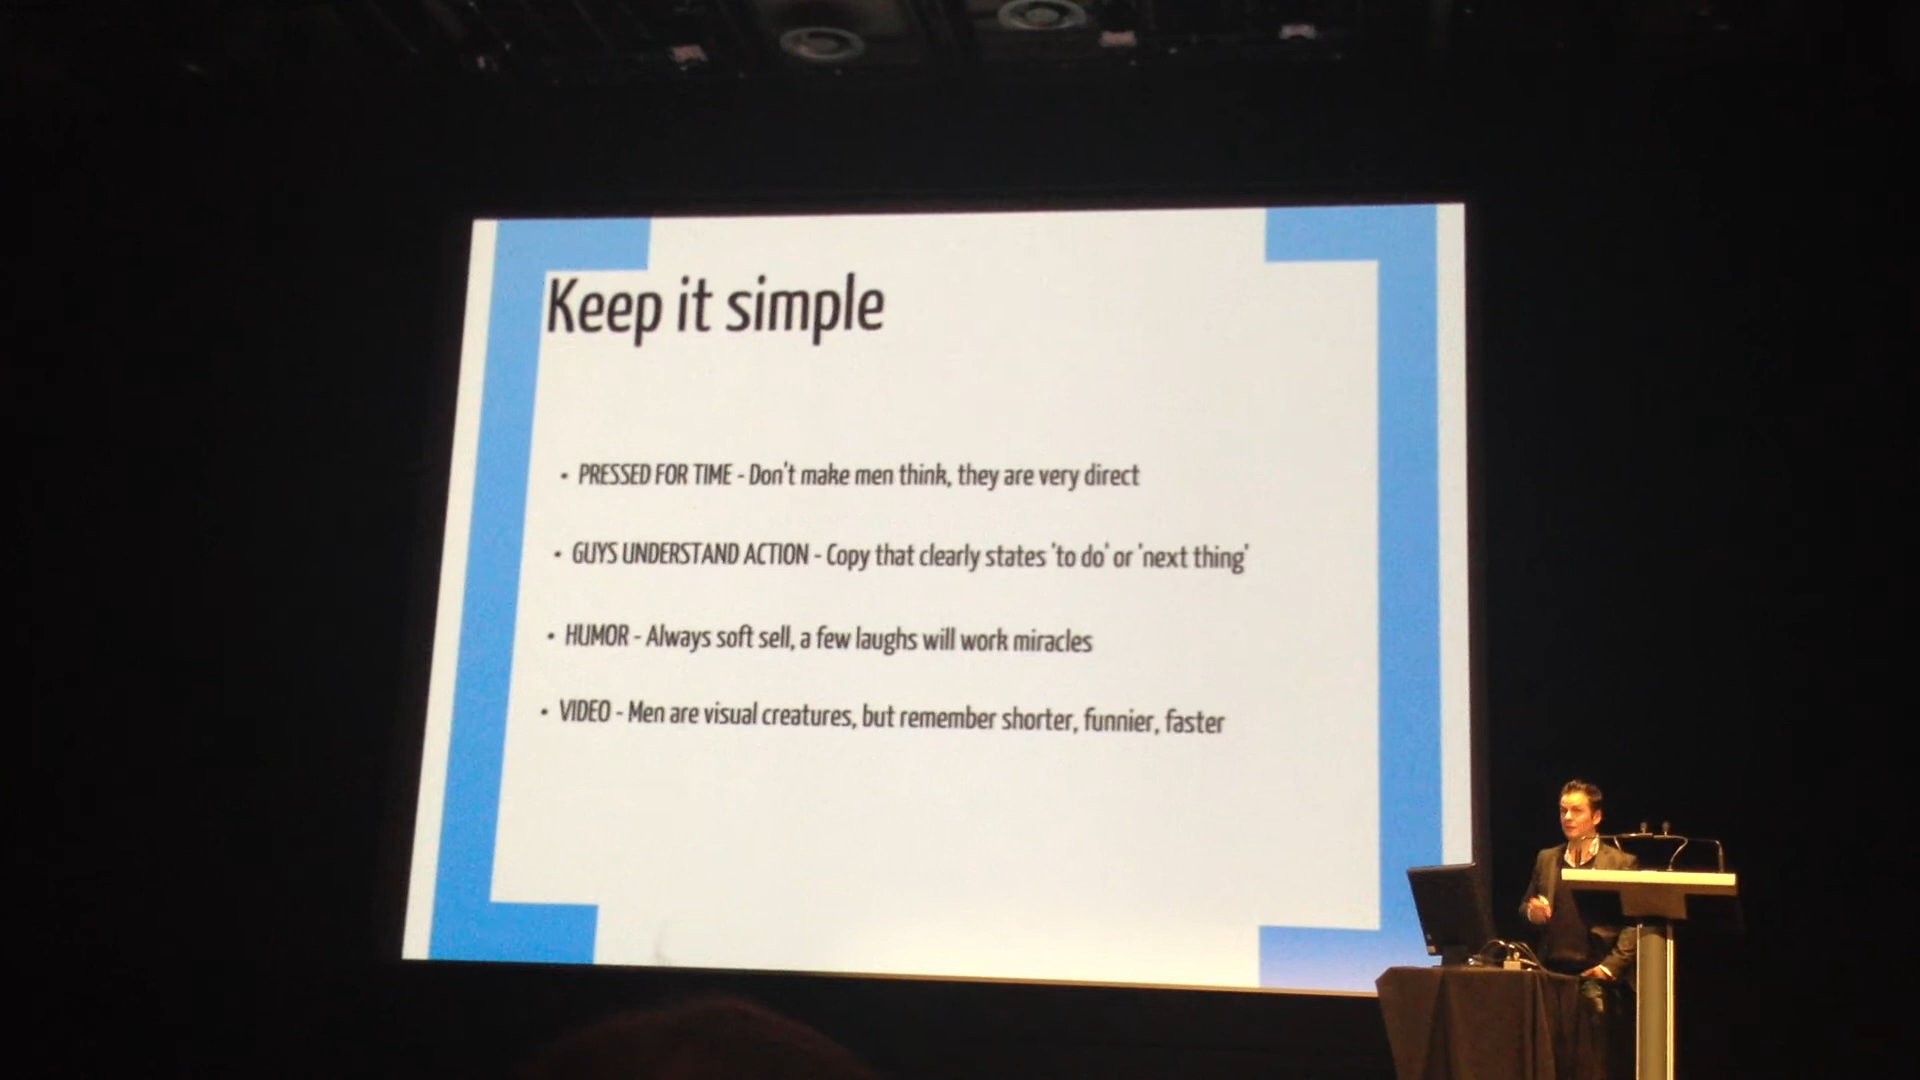 Keep it simple
• PRESSED FOR TIME - Don't make men think, they are very direct
• GUYS UNDERSTAND ACTION - Copy that clearly states 'to do' or 'next thing'
• HUMOR - Always soft sell, a few laughs will work miracles
• VIDEO - Men are visual creatures, but remember shorter, funnier, faster